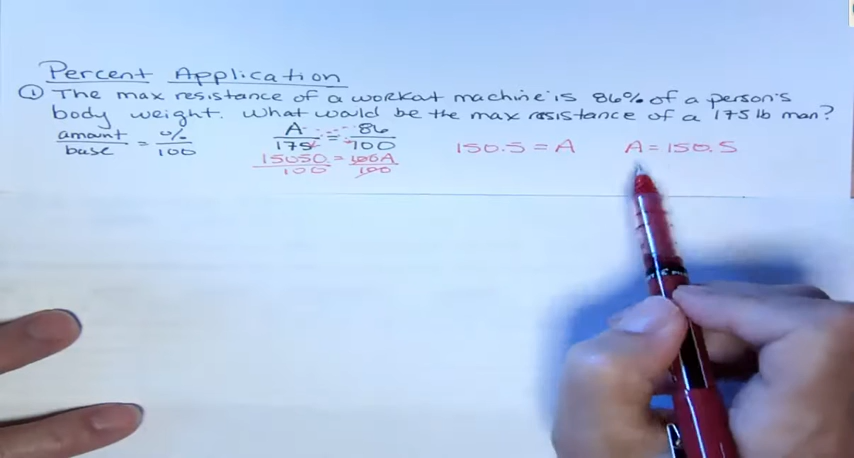 Percent Application
① The max resistance of a workout machine is 86% of a person's
body weight. What would be the max resistance of a 175 lb man?
amount/base = %/100 A/175 = 86/100 150.5 = A A = 150.5
15050/100 = 100A/100